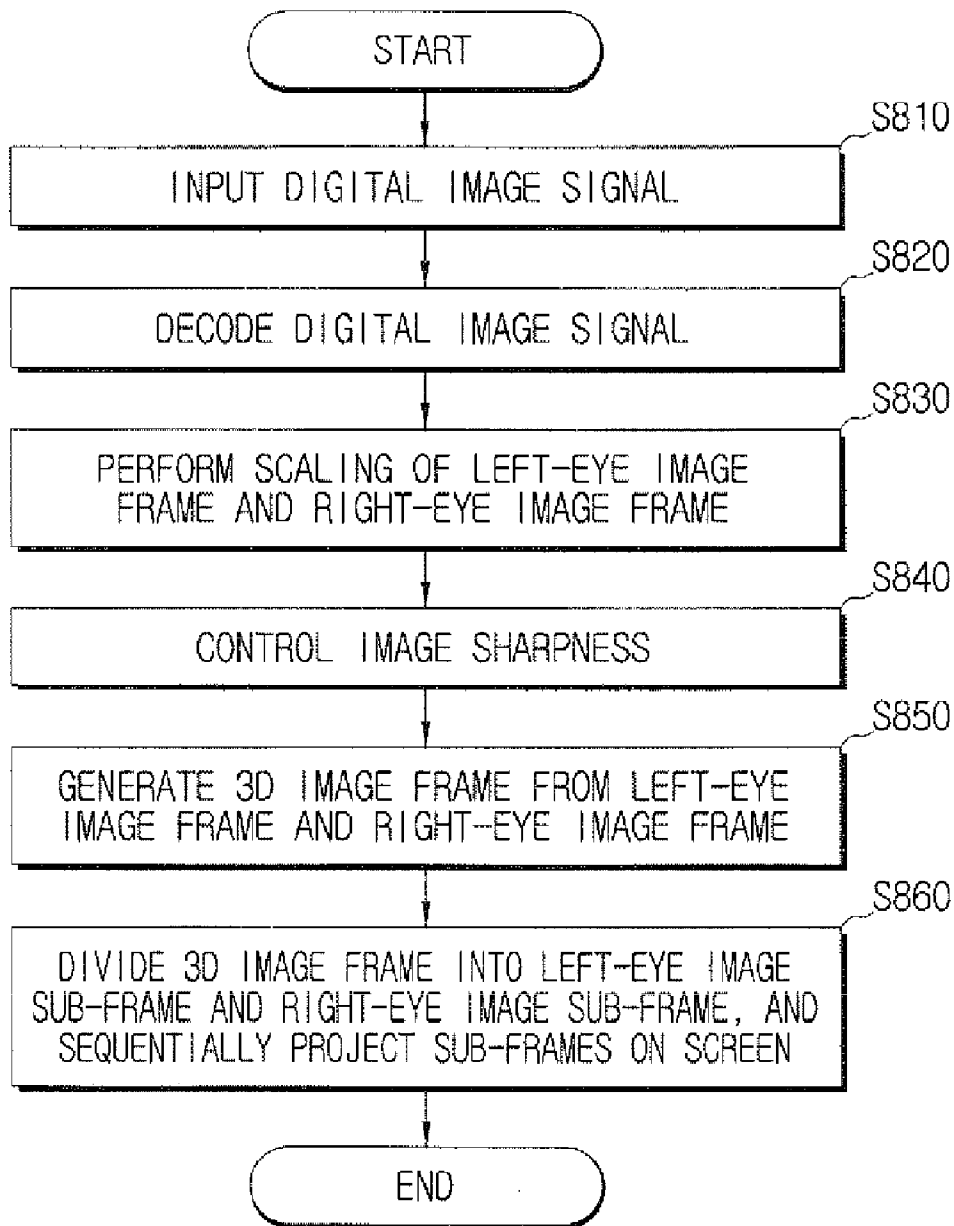 START
S810
INPUT DIGITAL IMAGE SIGNAL
S820
DECODE DIGITAL IMAGE SIGNAL
S830
PERFORM SCALING OF LEFT-EYE IMAGE
FRAME AND RIGHT-EYE IMAGE FRAME
S840
CONTROL IMAGE SHARPNESS
S850
GENERATE 3D IMAGE FRAME FROM LEFT-EYE
IMAGE FRAME AND RIGHT-EYE IMAGE FRAME
S860
DIVIDE 3D IMAGE FRAME INTO LEFT-EYE IMAGE
SUB-FRAME AND RIGHT-EYE IMAGE SUB-FRAME, AND
SEQUENTIALLY PROJECT SUB-FRAMES ON SCREEN
END